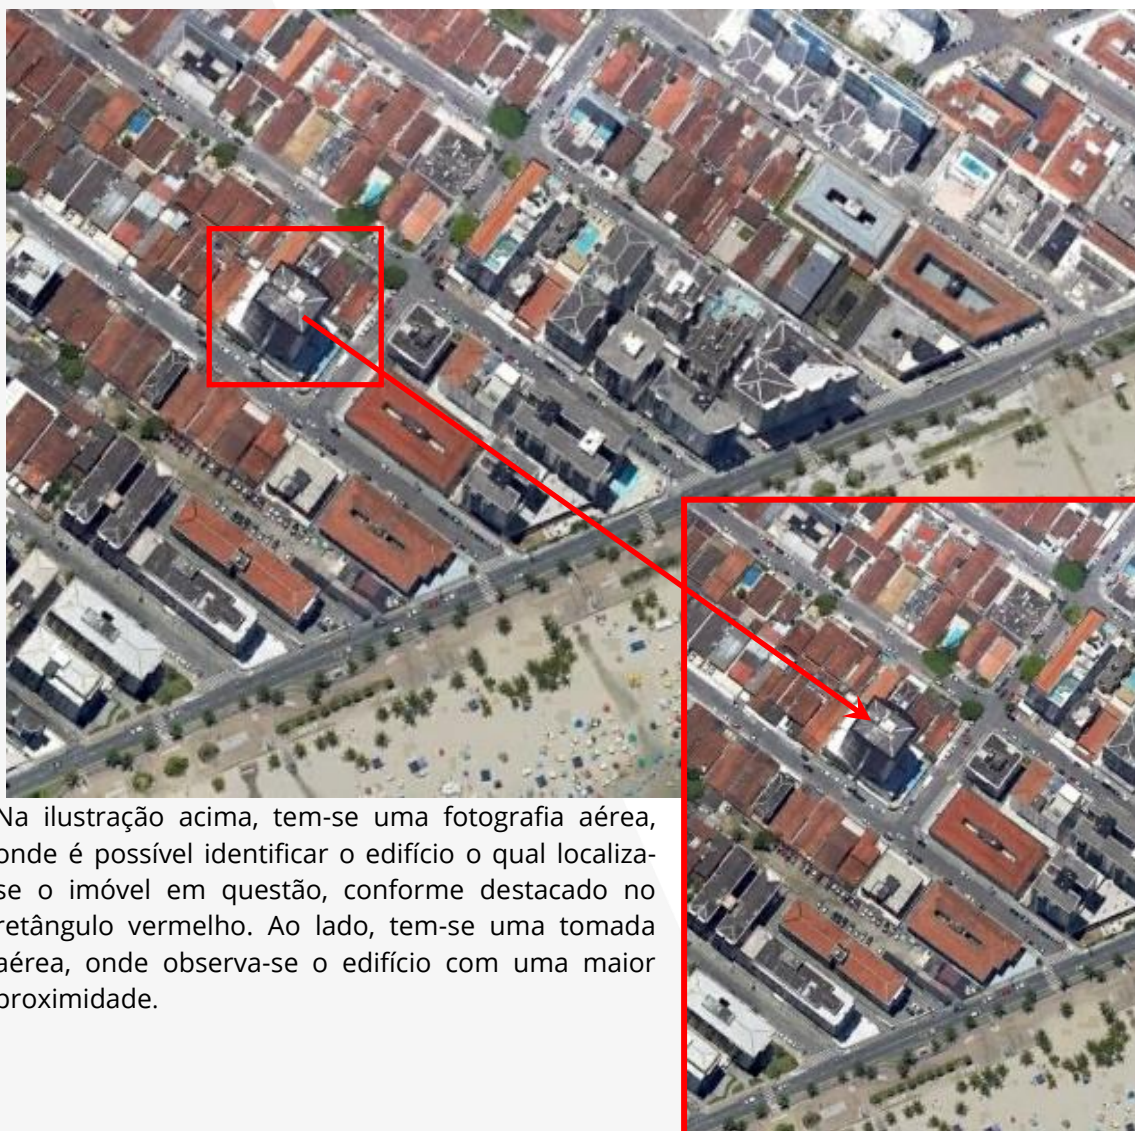 Na ilustração acima, tem-se uma fotografia aérea,
onde é possível identificar o edifício o qual localiza-
se o imóvel em questão, conforme destacado no
retângulo vermelho. Ao lado, tem-se uma tomada
aérea, onde observa-se o edifício com uma maior
proximidade.